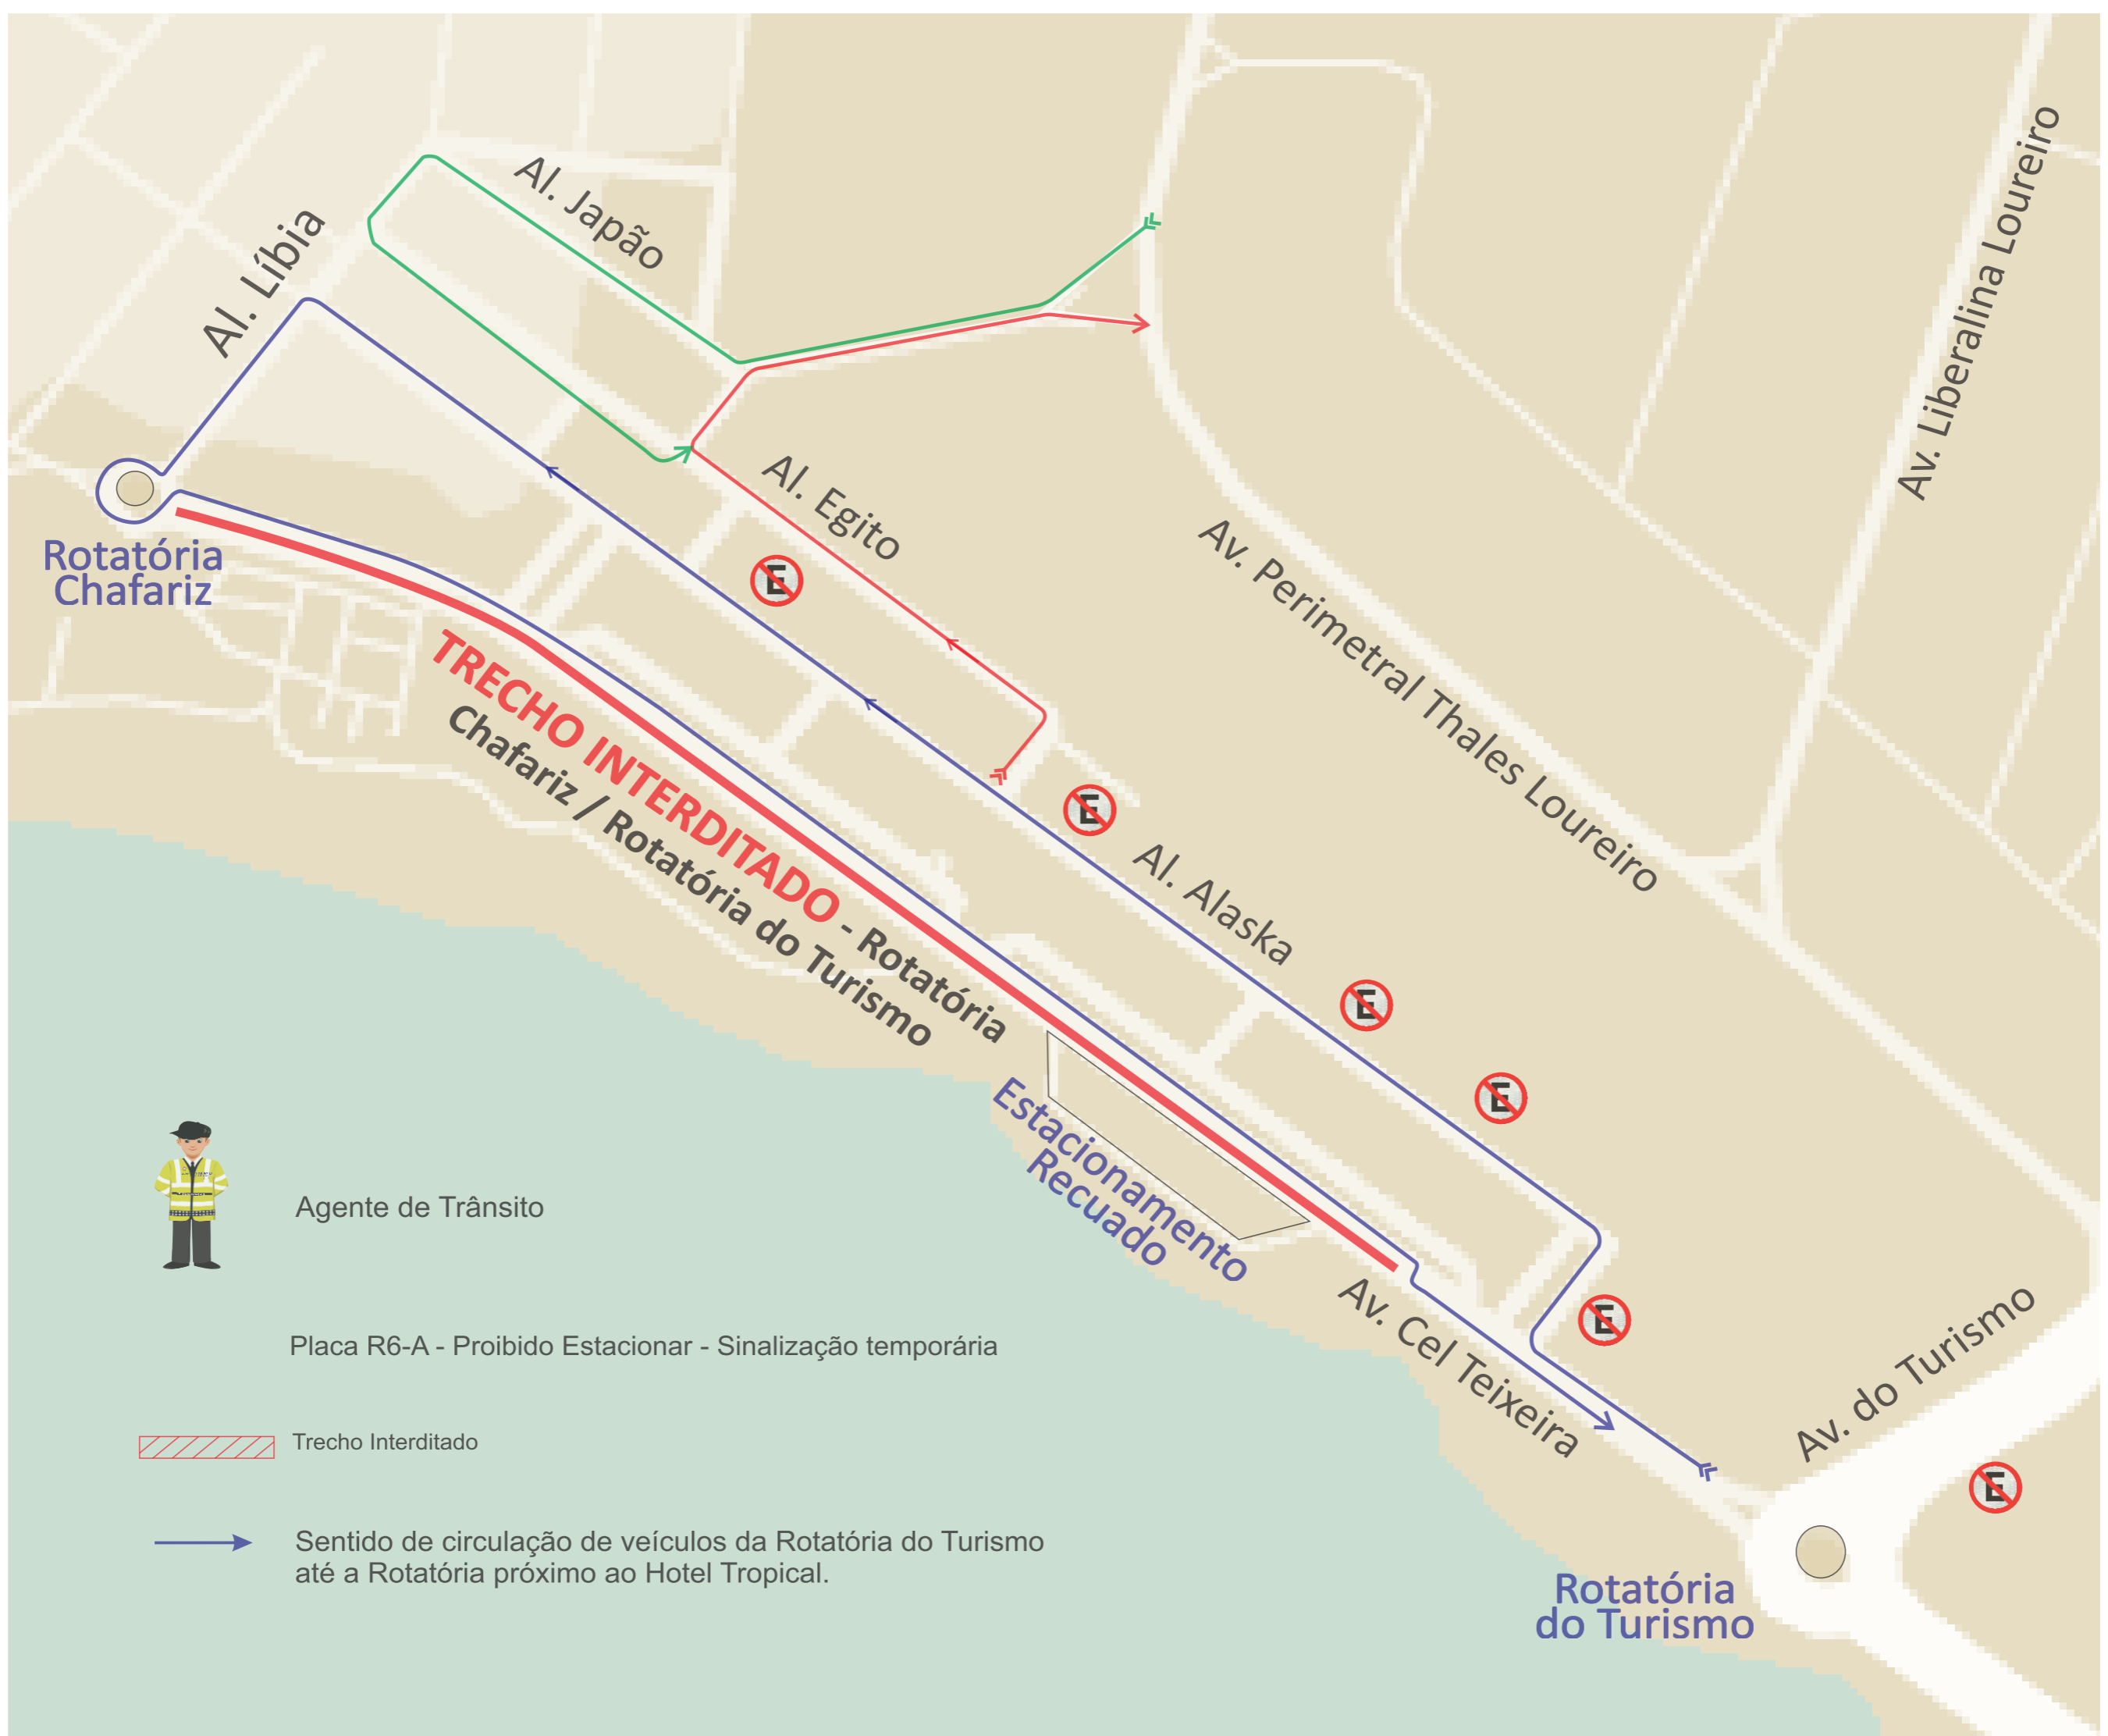 Al. Japão
Al. Líbia
Av. Liberalina Loureiro
Al. Egito
Rotatória
Chafariz
E
Av. Perimetral Thales Loureiro
TRECHO INTERDITADO - Rotatória
Chafariz / Rotatória do Turismo
E
Al. Alaska
E
E
Estacionamento
Recuado
Agente de Trânsito
Av. Cel Teixeira
E
Av. do Turismo
Placa R6-A - Proibido Estacionar - Sinalização temporária
Trecho Interditado
E
Sentido de circulação de veículos da Rotatória do Turismo
até a Rotatória próximo ao Hotel Tropical.
Rotatória
do Turismo